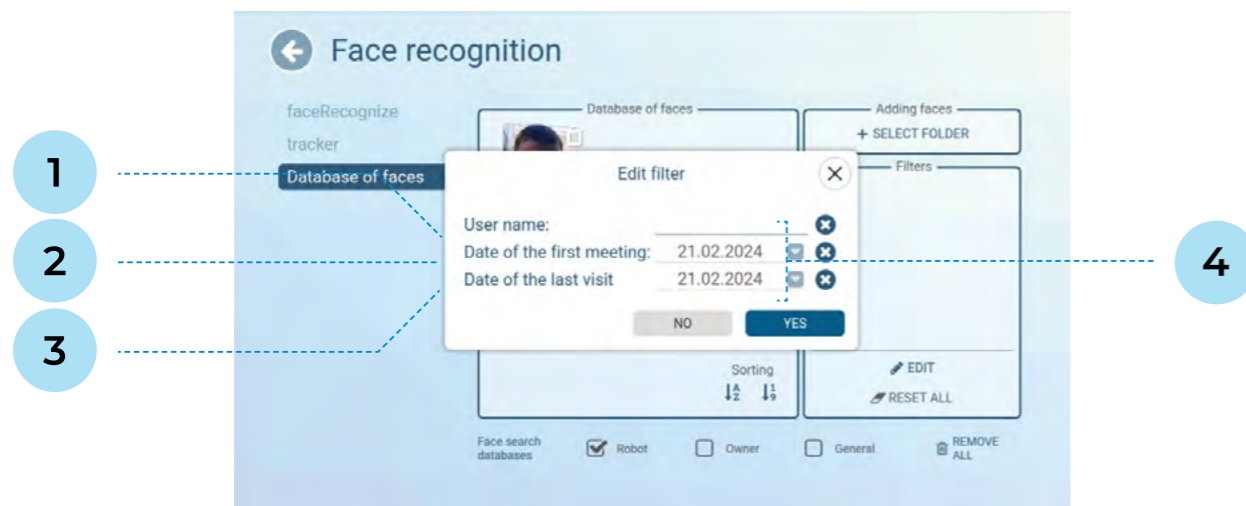 Face recognition
faceRecognize
tracker
Database of faces
Database of faces
Adding faces
+ SELECT FOLDER
Filters
Edit filter
User name:
Date of the first meeting: 21.02.2024
Date of the last visit 21.02.2024
NO YES
Sorting
A
Z
1
9
EDIT
RESET ALL
Face search
databases
Robot
Owner
General
REMOVE
ALL
1
2
3
4